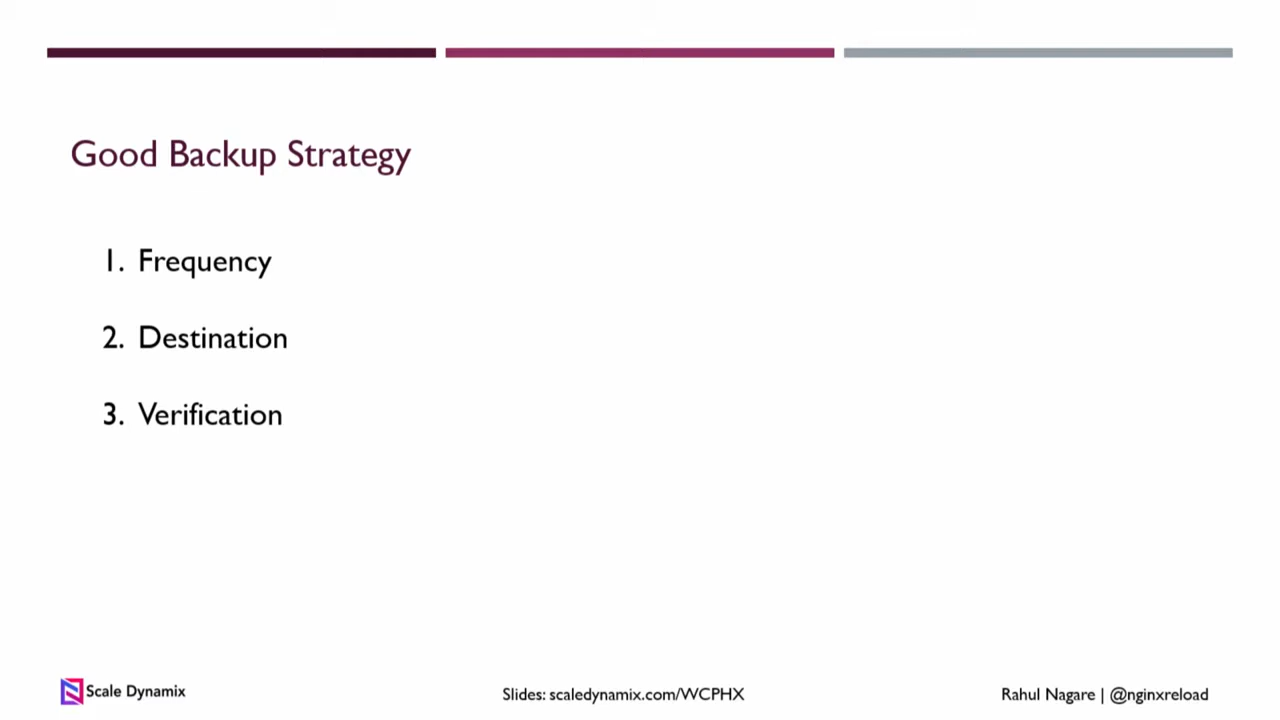 Good Backup Strategy
1. Frequency
2. Destination
3. Verification
Scale Dynamix
Slides: scaledynamix.com/WCPHX
Rahul Nagare | @nginxreload